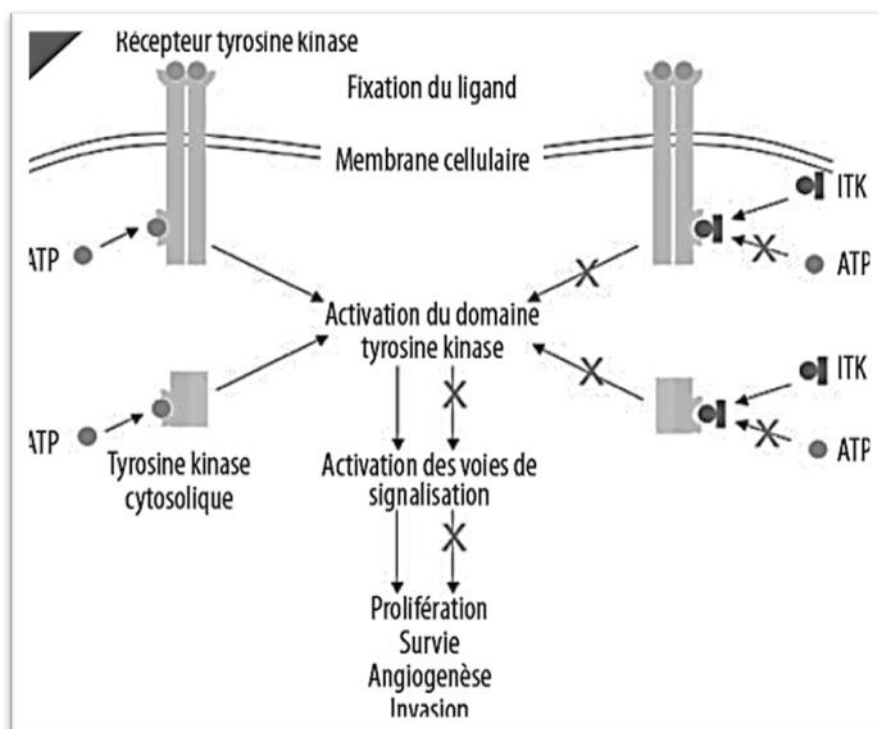 Récepteur tyrosine kinase
Fixation du ligand
Membrane cellulaire
ITK
ATP
ATP
Activation du domaine
tyrosine kinase
ITK
ATP
ATP
Tyrosine kinase
cytosolique
Activation des voies de
signalisation
Prolifération
Survie
Angiogenèse
Invasion